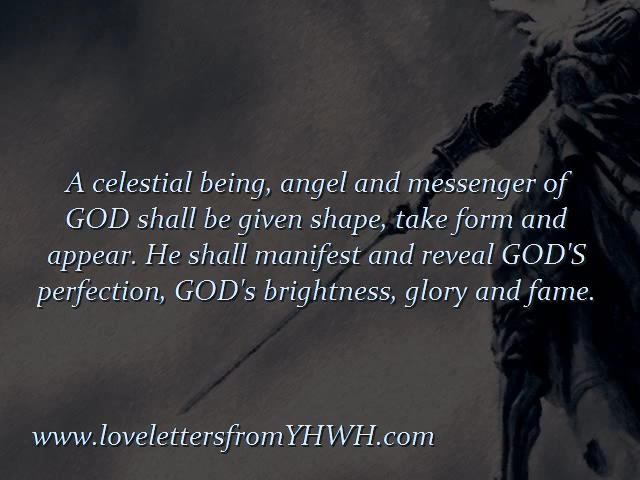 A celestial being, angel and messenger of
GOD shall be given shape, take form and
appear. He shall manifest and reveal GOD'S
perfection, GOD's brightness, glory and fame.
www.lovelettersfromYHWH.com